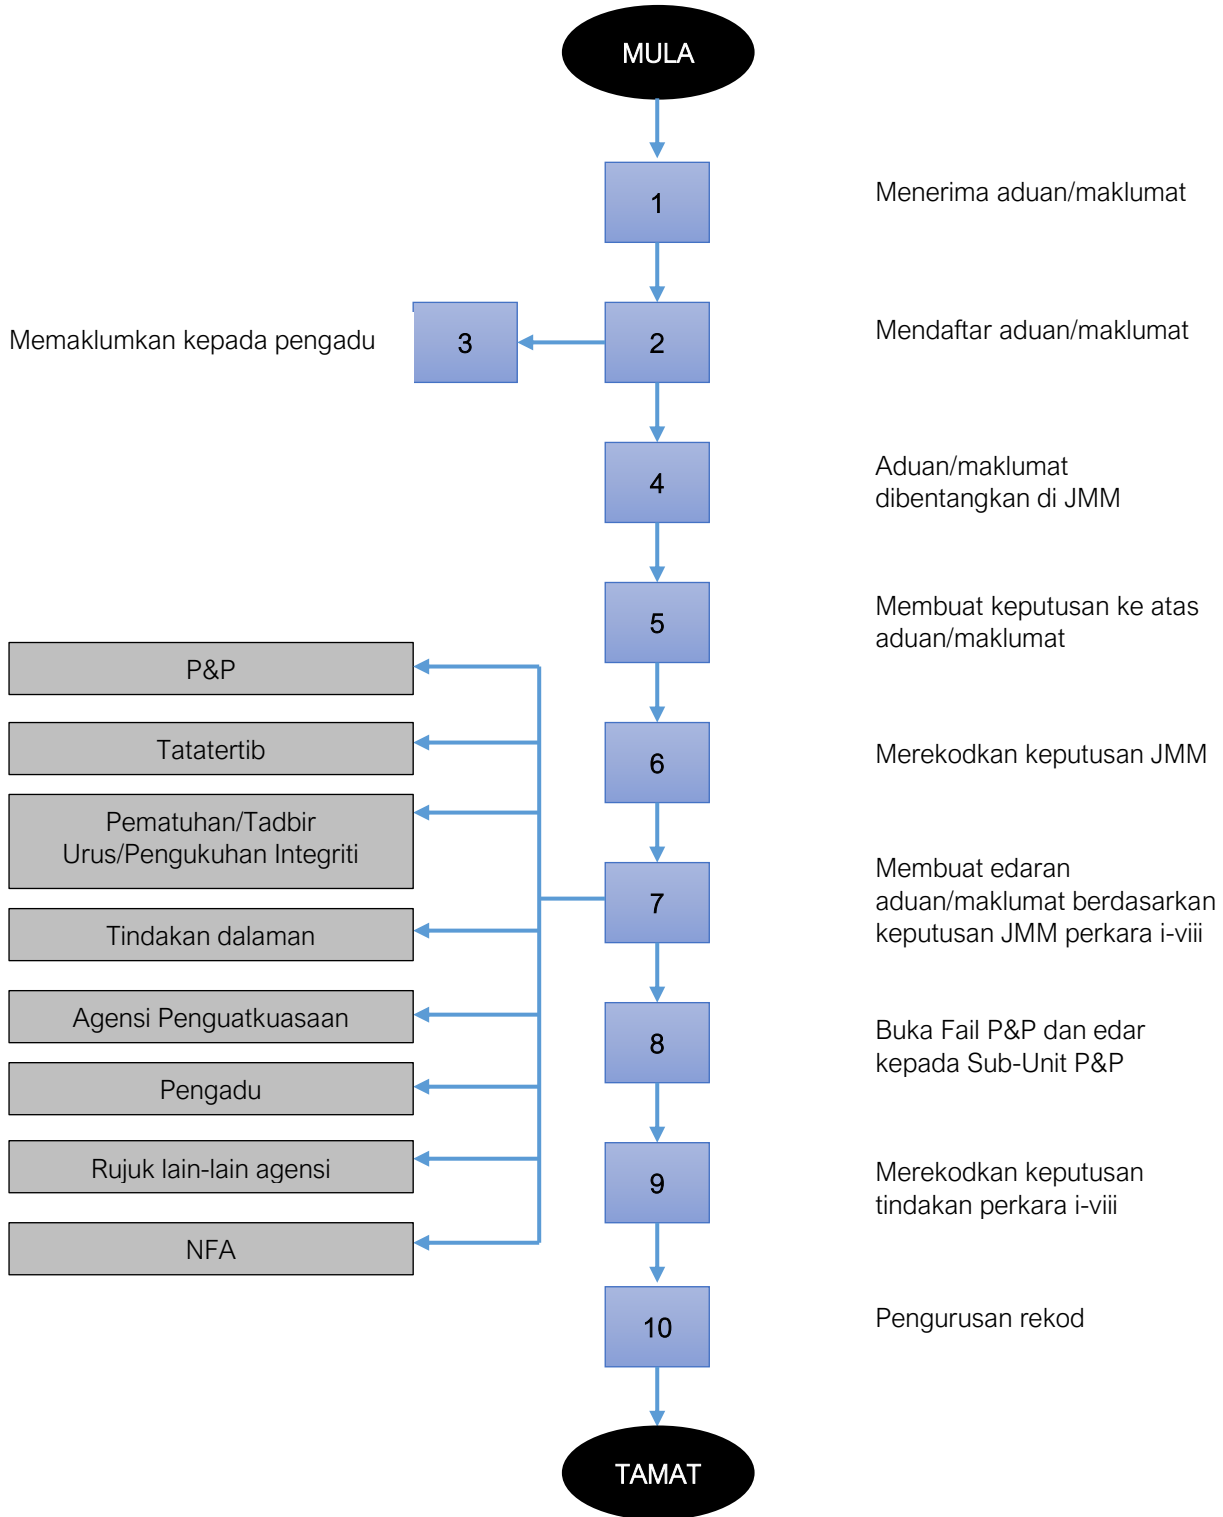 MULA
1
Menerima aduan/maklumat
Memaklumkan kepada pengadu
3
2
Mendaftar aduan/maklumat
4
Aduan/maklumat
dibentangkan di JMM
5
Membuat keputusan ke atas
aduan/maklumat
P&P
Tatatertib
6
Merekodkan keputusan JMM
Pematuhan/Tadbir
Urus/Pengukuhan Integriti
7
Membuat edaran
aduan/maklumat berdasarkan
keputusan JMM perkara i-viii
Tindakan dalaman
Agensi Penguatkuasaan
8
Buka Fail P&P dan edar
kepada Sub-Unit P&P
Pengadu
Rujuk lain-lain agensi
9
Merekodkan keputusan
tindakan perkara i-viii
NFA
10
Pengurusan rekod
TAMAT